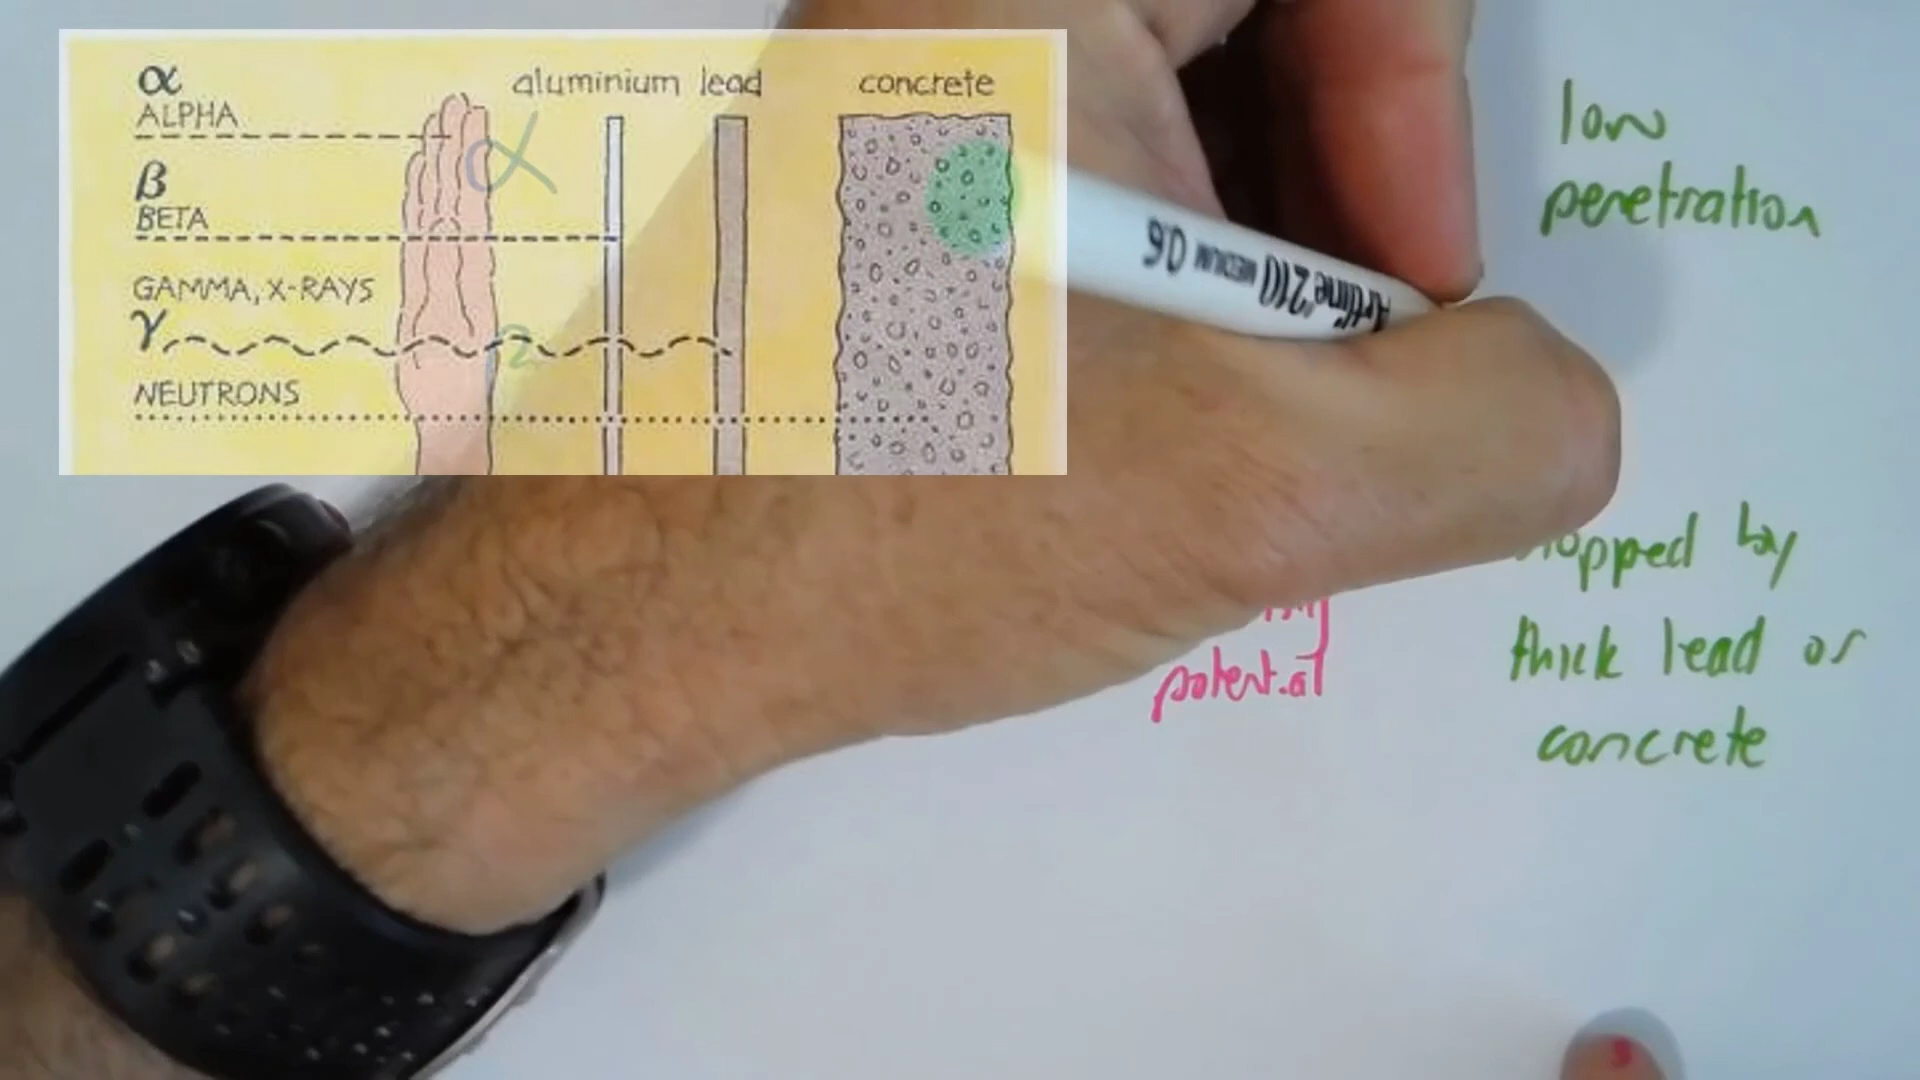 α
ALPHA
aluminium lead concrete
α
β
BETA
GAMMA, X-RAYS
γ
NEUTRONS
Artline 210 MEDIUM 0.6
low
penetration
by
thick lead or
concrete
potential